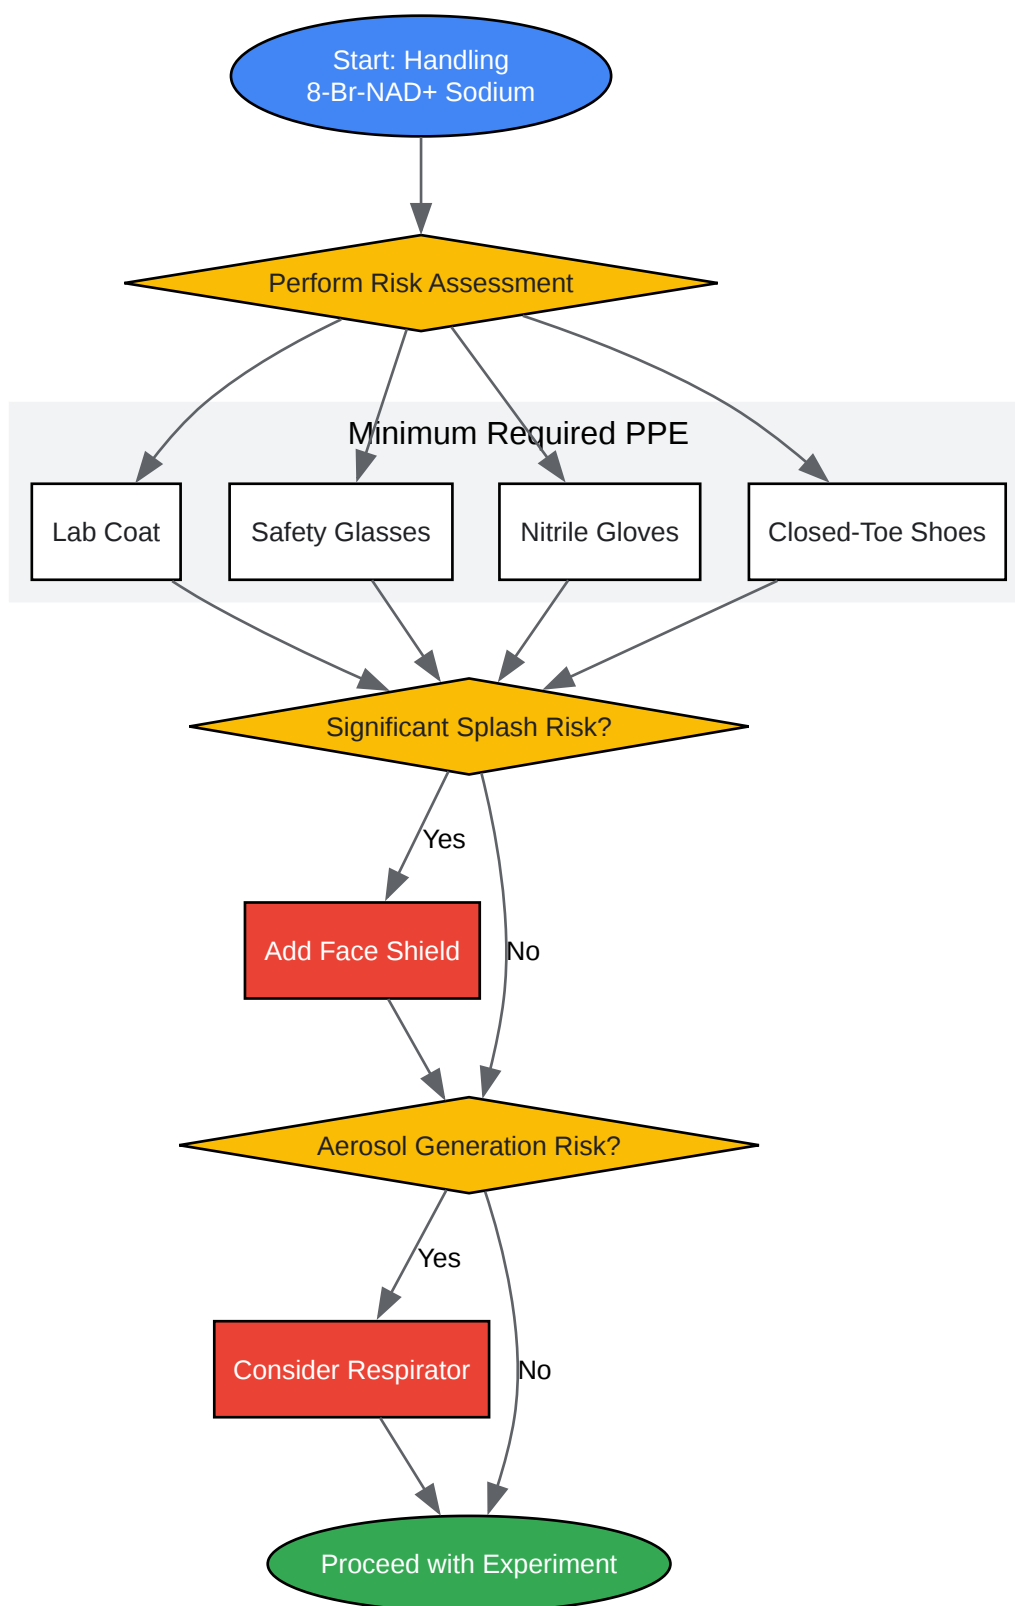 Start: Handling
8-Br-NAD+ Sodium
Perform Risk Assessment
Minimum Required PPE
Lab Coat
Safety Glasses
Nitrile Gloves
Closed-Toe Shoes
Significant Splash Risk?
Yes
Add Face Shield
No
Aerosol Generation Risk?
Yes
Consider Respirator
No
Proceed with Experiment